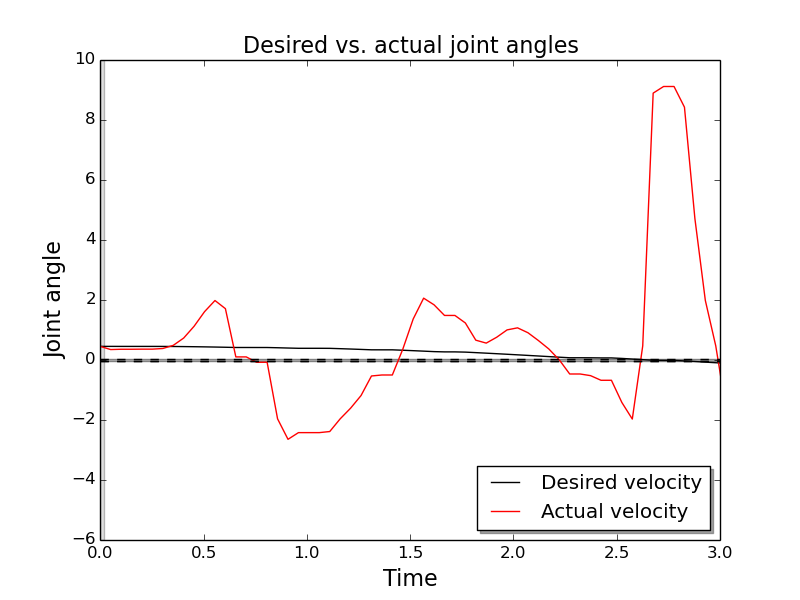 Desired vs. actual joint angles
10
8
6
4
2
0
−2
−4
−6
Joint angle
Desired velocity
Actual velocity
0.0 0.5 1.0 1.5 2.0 2.5 3.0
Time